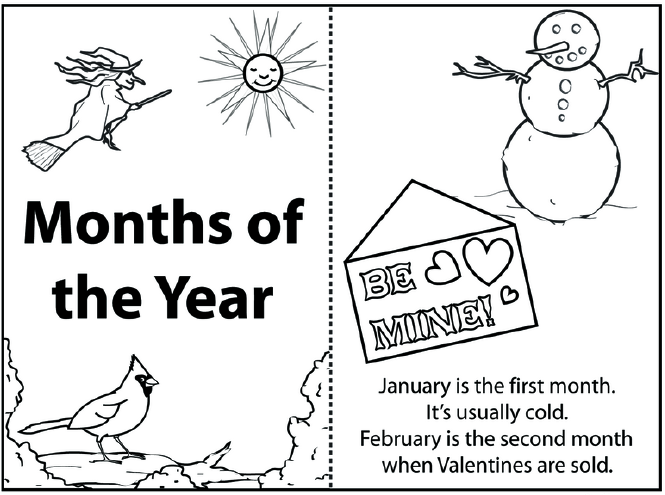 Months of
the Year
BE
MINE!
January is the first month.
It's usually cold.
February is the second month
when Valentines are sold.